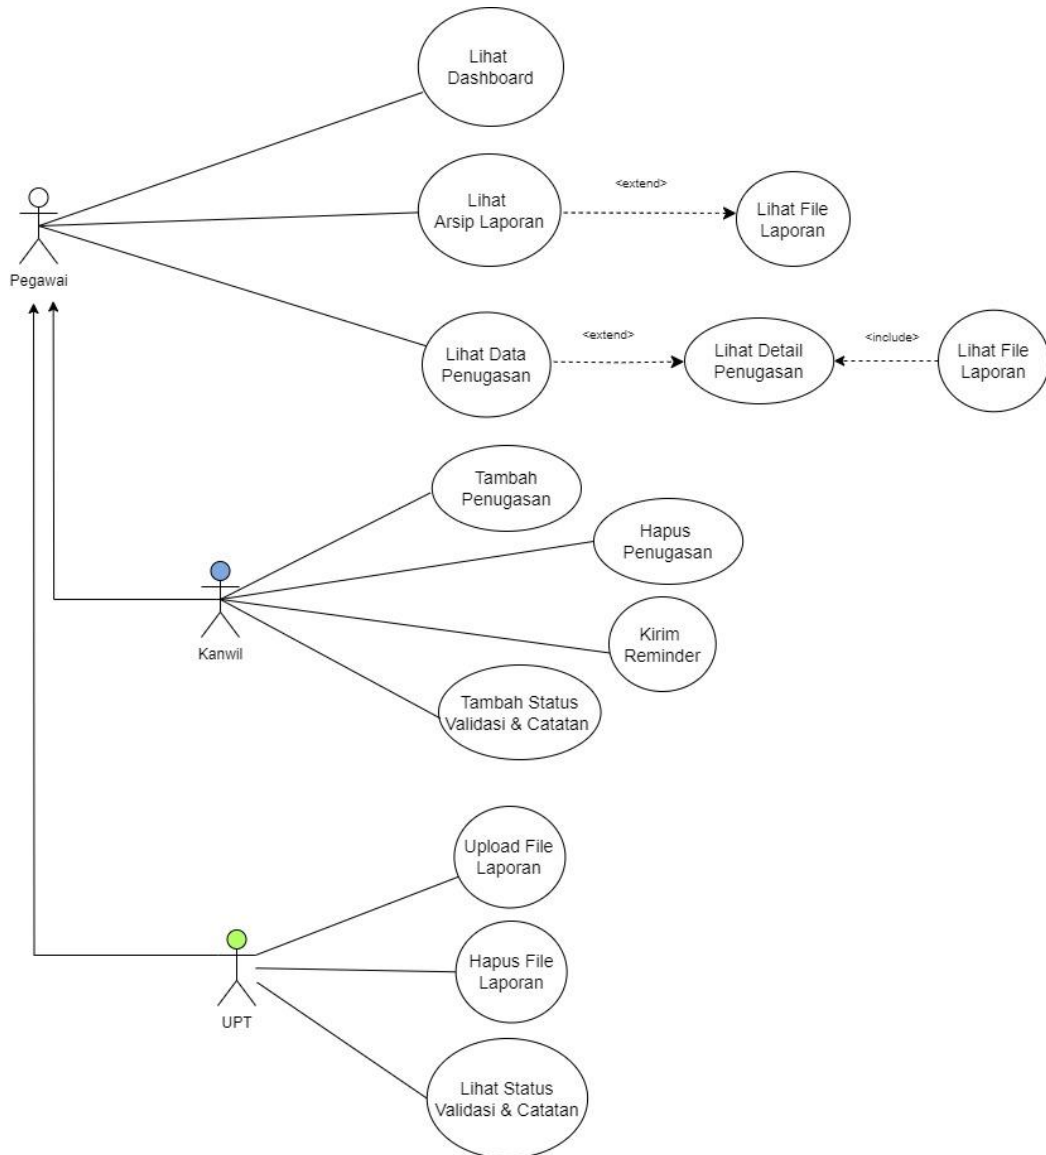 Lihat
Dashboard
Lihat
Arsip Laporan
<extend>
Lihat File
Laporan
Pegawai
Lihat Data
Penugasan
<extend>
Lihat Detail
Penugasan
<include>
Lihat File
Laporan
Tambah
Penugasan
Hapus
Penugasan
Kanwil
Kirim
Reminder
Tambah Status
Validasi & Catatan
Upload File
Laporan
Hapus File
Laporan
UPT
Lihat Status
Validasi & Catatan